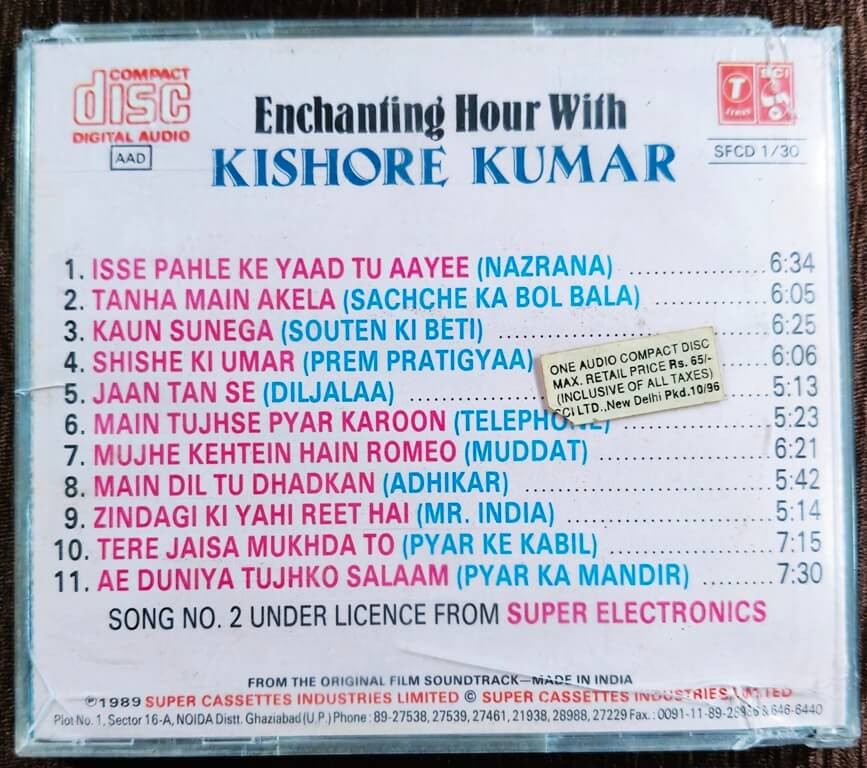 COMPACT
disc
DIGITAL AUDIO
AAD
T
SCI
SFCD 1/30
Enchanting Hour With
KISHORE KUMAR
1. ISSE PAHLE KE YAAD TU AAYEE (NAZRANA) ..................6:34
2. TANHA MAIN AKELA (SACHCHE KA BOL BALA) ...............6:05
3. KAUN SUNEGA (SOUTEN KI BETI) ..................6:25
4. SHISHE KI UMAR (PREM PRATIGYAA) ......6:06
5. JAAN TAN SE (DILJALAA) ..................5:13
6. MAIN TUJHSE PYAR KAROON (TELEPHONE) ......5:23
7. MUJHE KEHTEIN HAIN ROMEO (MUDDAT) ..................6:21
8. MAIN DIL TU DHADKAN (ADHIKAR) ..................5:42
9. ZINDAGI KI YAHI REET HAI (MR. INDIA) ..................5:14
10. TERE JAISA MUKHDA TO (PYAR KE KABIL) ..................7:15
11. AE DUNIYA TUJHKO SALAAM (PYAR KA MANDIR) .........7:30
ONE AUDIO COMPACT DISC
MAX. RETAIL PRICE Rs. 65/-
(INCLUSIVE OF ALL TAXES)
SCI LTD., New Delhi Pkd.10/96
SONG NO. 2 UNDER LICENCE FROM SUPER ELECTRONICS
FROM THE ORIGINAL FILM SOUNDTRACK—MADE IN INDIA
℗1989 SUPER CASSETTES INDUSTRIES LIMITED © SUPER CASSETTES INDUSTRIES LIMITED
Plot No. 1, Sector 16-A, NOIDA Distt. Ghaziabad (U.P.) Phone : 89-27538, 27539, 27461, 21938, 28988, 27229 Fax. : 0091-11-89- & 646-6440